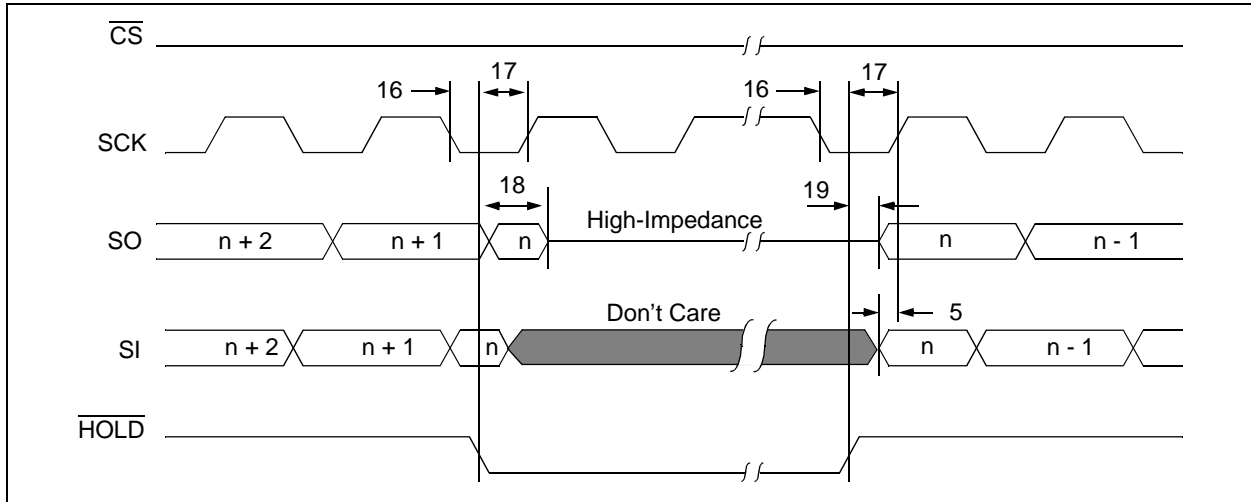 CS
17
17
16
16
SCK
18
19
High-Impedance
SO
n + 2
n + 1
n
n
n - 1
Don't Care
5
SI
n + 2
n + 1
n
n
n - 1
HOLD